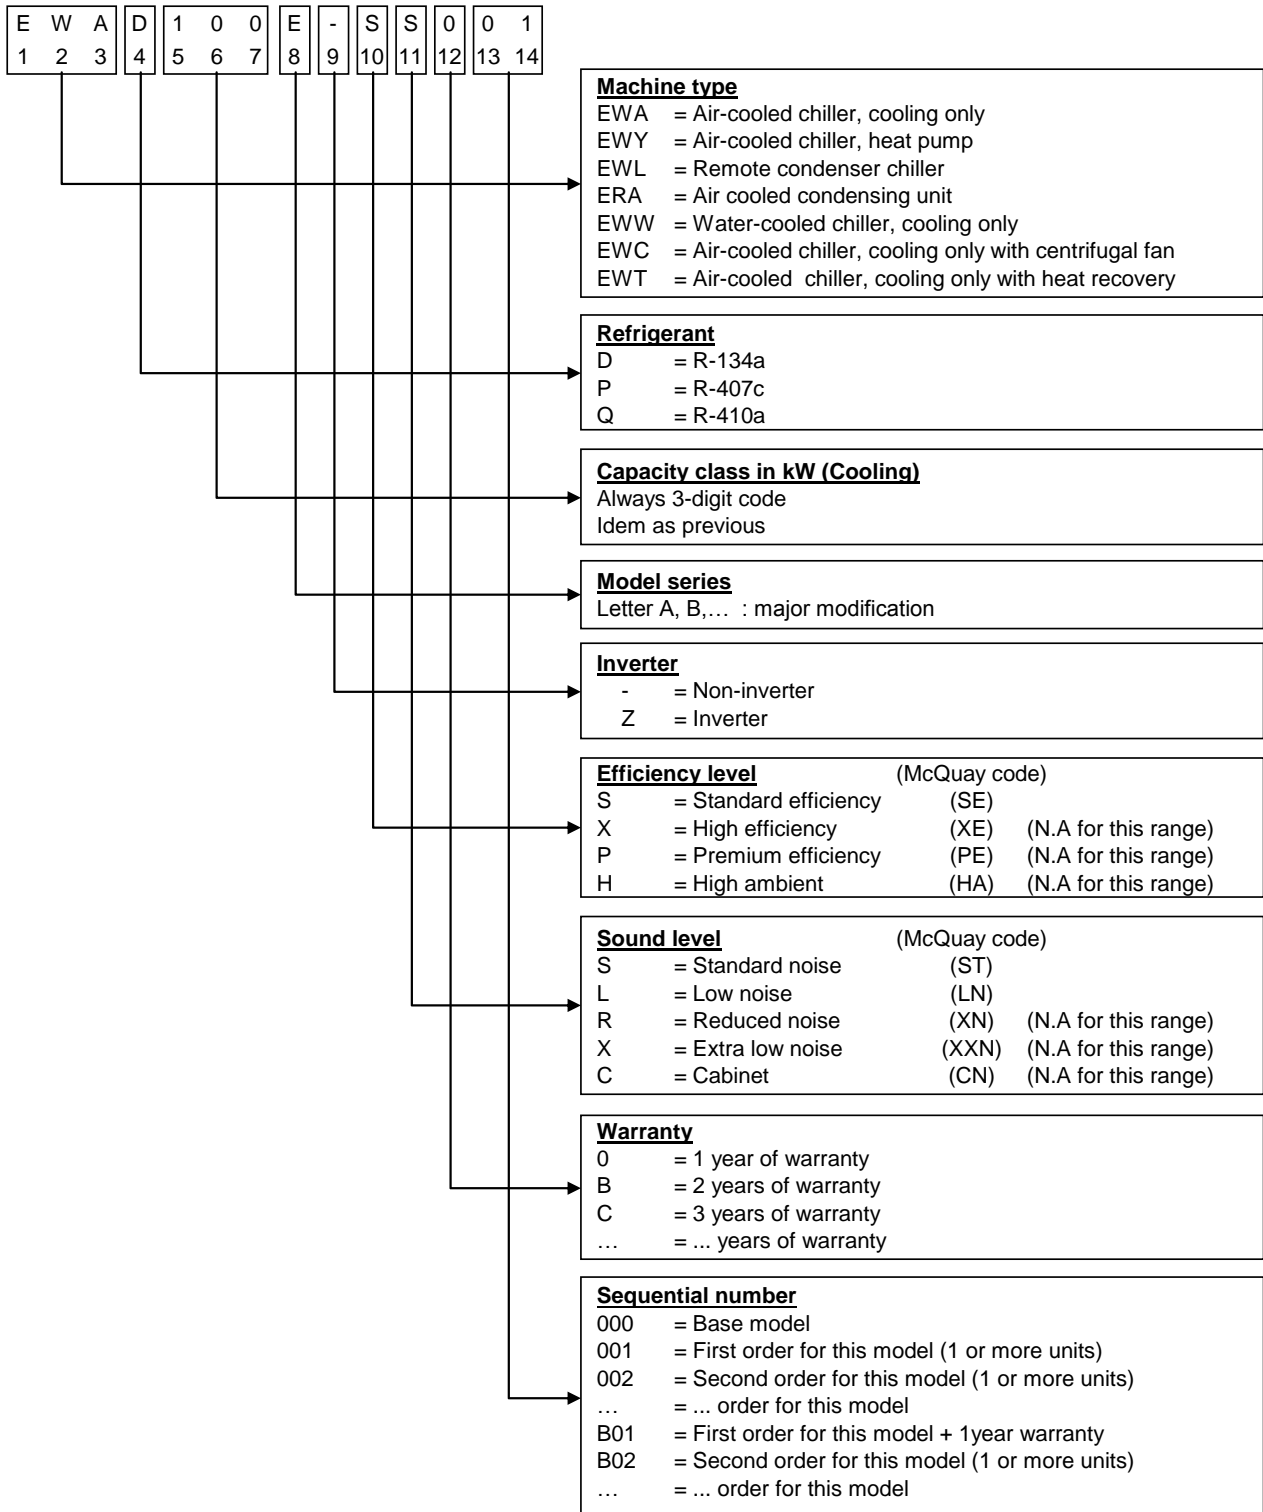 E W A D 1 0 0 E - S S 0 0 1
1 2 3 4 5 6 7 8 9 10 11 12 13 14
Machine type
EWA = Air-cooled chiller, cooling only
EWY = Air-cooled chiller, heat pump
EWL = Remote condenser chiller
ERA = Air cooled condensing unit
EWW = Water-cooled chiller, cooling only
EWC = Air-cooled chiller, cooling only with centrifugal fan
EWT = Air-cooled chiller, cooling only with heat recovery
Refrigerant
D = R-134a
P = R-407c
Q = R-410a
Capacity class in kW (Cooling)
Always 3-digit code
Idem as previous
Model series
Letter A, B,… : major modification
Inverter
- = Non-inverter
Z = Inverter
Efficiency level (McQuay code)
S = Standard efficiency (SE)
X = High efficiency (XE) (N.A for this range)
P = Premium efficiency (PE) (N.A for this range)
H = High ambient (HA) (N.A for this range)
Sound level (McQuay code)
S = Standard noise (ST)
L = Low noise (LN)
R = Reduced noise (XN) (N.A for this range)
X = Extra low noise (XXN) (N.A for this range)
C = Cabinet (CN) (N.A for this range)
Warranty
0 = 1 year of warranty
B = 2 years of warranty
C = 3 years of warranty
… = ... years of warranty
Sequential number
000 = Base model
001 = First order for this model (1 or more units)
002 = Second order for this model (1 or more units)
… = ... order for this model
B01 = First order for this model + 1year warranty
B02 = Second order for this model (1 or more units)
… = ... order for this model